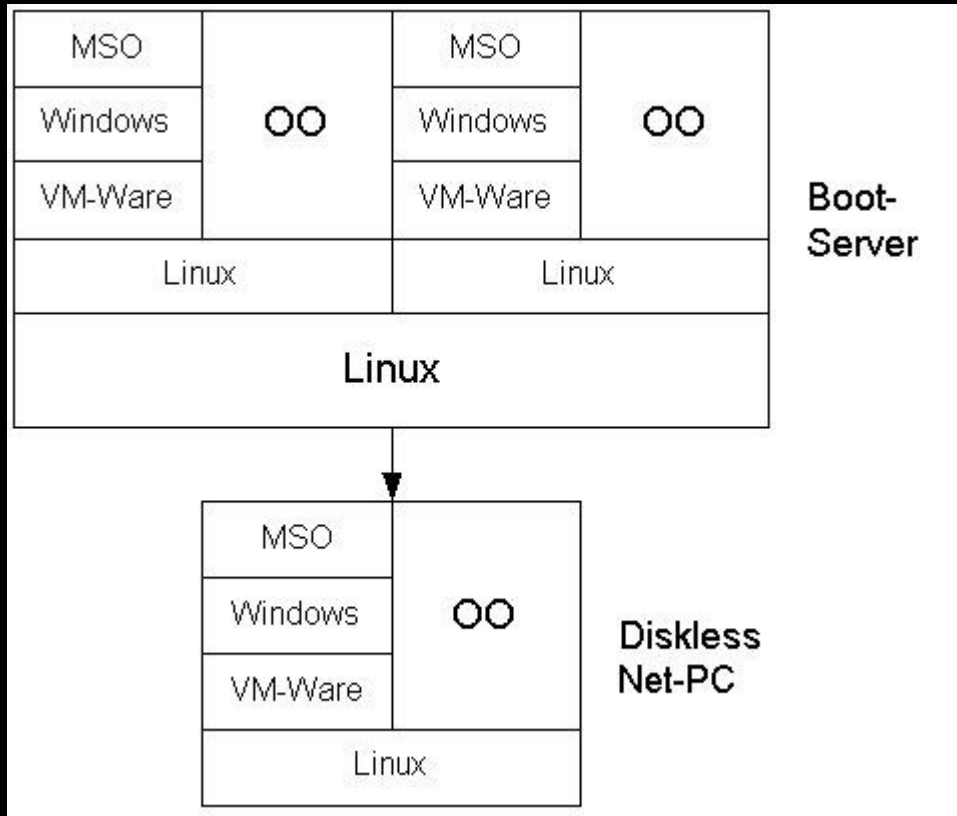 MSO
MSO
Windows
OO
Windows
OO
VM-Ware
VM-Ware
Boot-
Server
Linux
Linux
Linux
MSO
Windows
OO
Diskless
Net-PC
VM-Ware
Linux